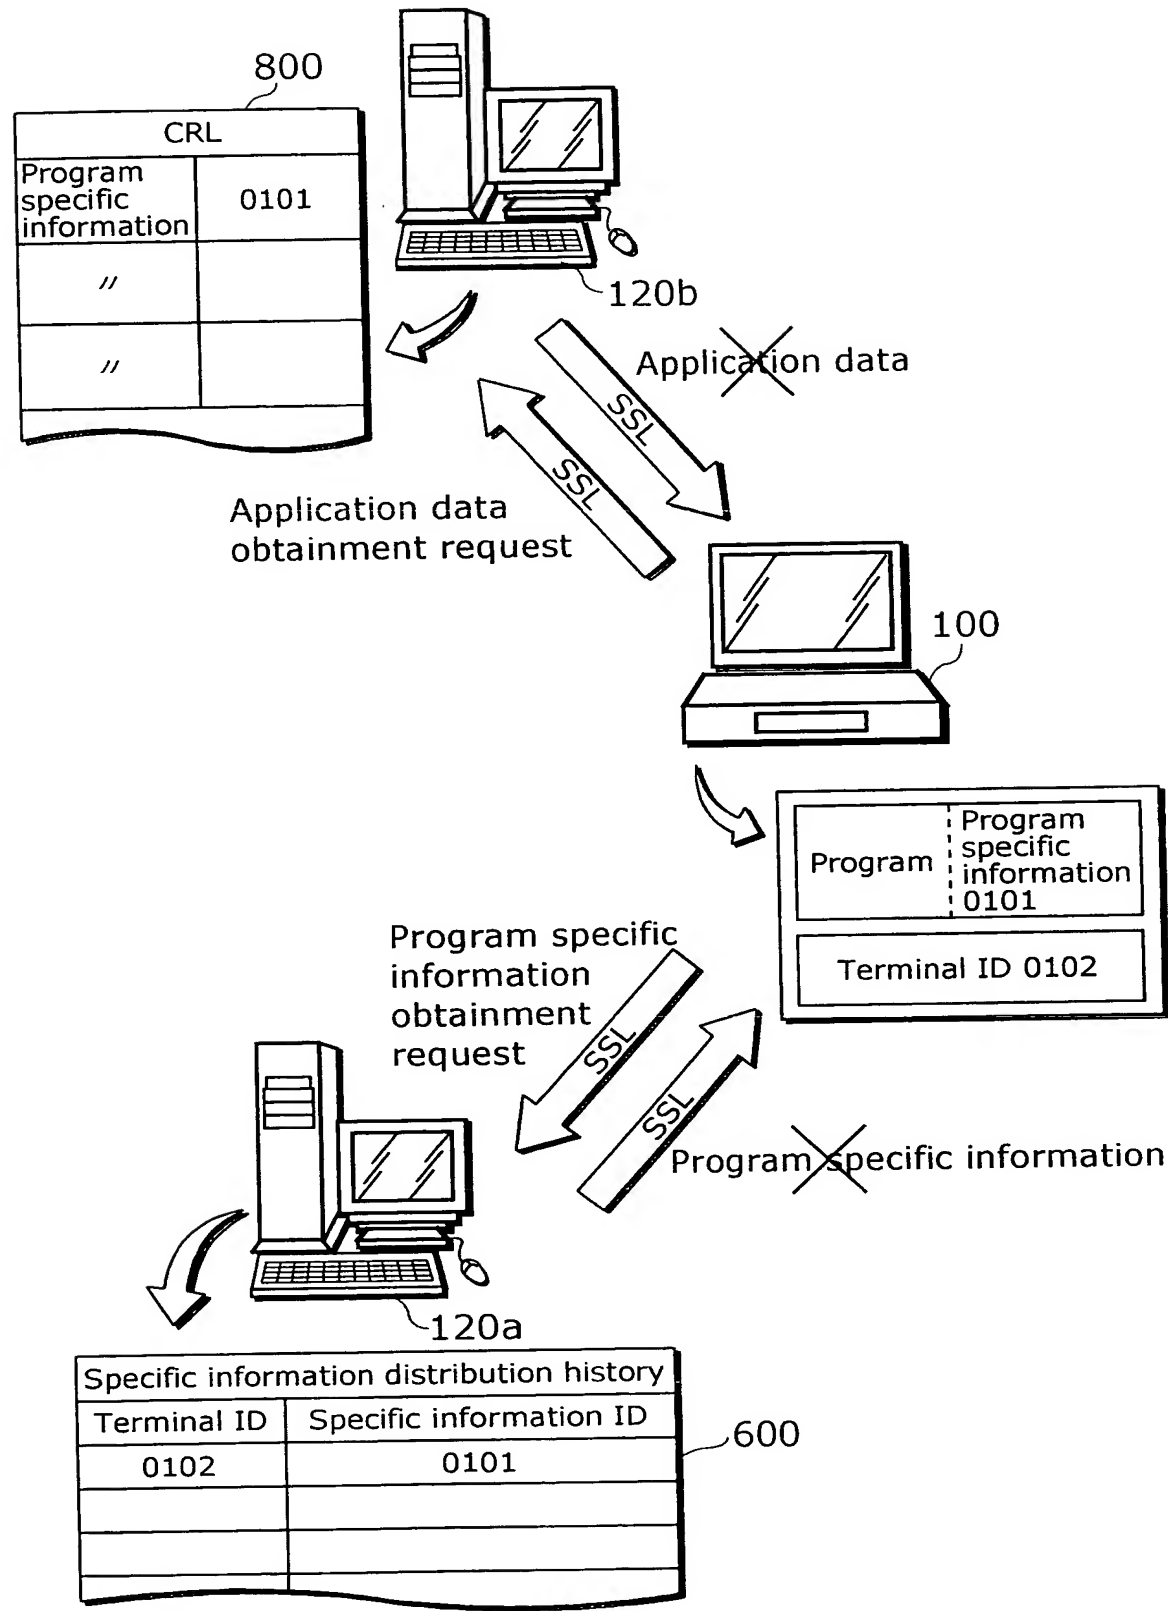 800
CRL
Program
specific
information
0101
〃
〃
120b
Application data
SSL
SSL
Application data
obtainment request
100
Program
Program
specific
information
0101
Terminal ID 0102
Program specific
information
obtainment
request
SSL
SSL
Program specific information
120a
Specific information distribution history
Terminal ID Specific information ID
0102 0101
600